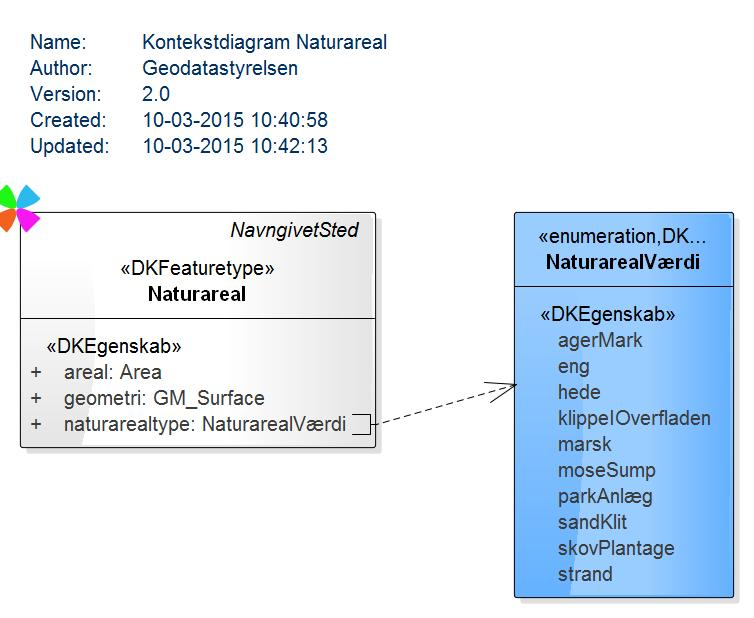 Name: Kontekstdiagram Naturareal
Author: Geodatastyrelsen
Version: 2.0
Created: 10-03-2015 10:40:58
Updated: 10-03-2015 10:42:13
NavngivetSted
«DKFeaturetype»
Naturareal
«DKEgenskab»
+ areal: Area
+ geometri: GM_Surface
+ naturarealtype: NaturarealVærdi
«enumeration,DK...
NaturarealVærdi
«DKEgenskab»
agerMark
eng
hede
klippeIOverfladen
marsk
moseSump
parkAnlæg
sandKlit
skovPlantage
strand